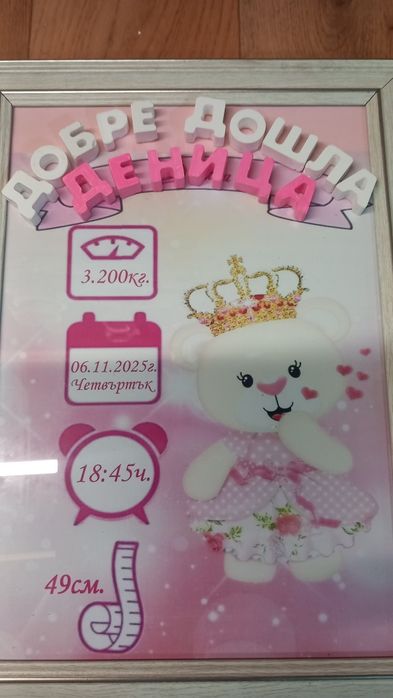 ДОБРЕ ДОШЛА
ДЕНИЦА
3.200кг.
06.11.2025г.
Четвъртък
18:45ч.
49см.